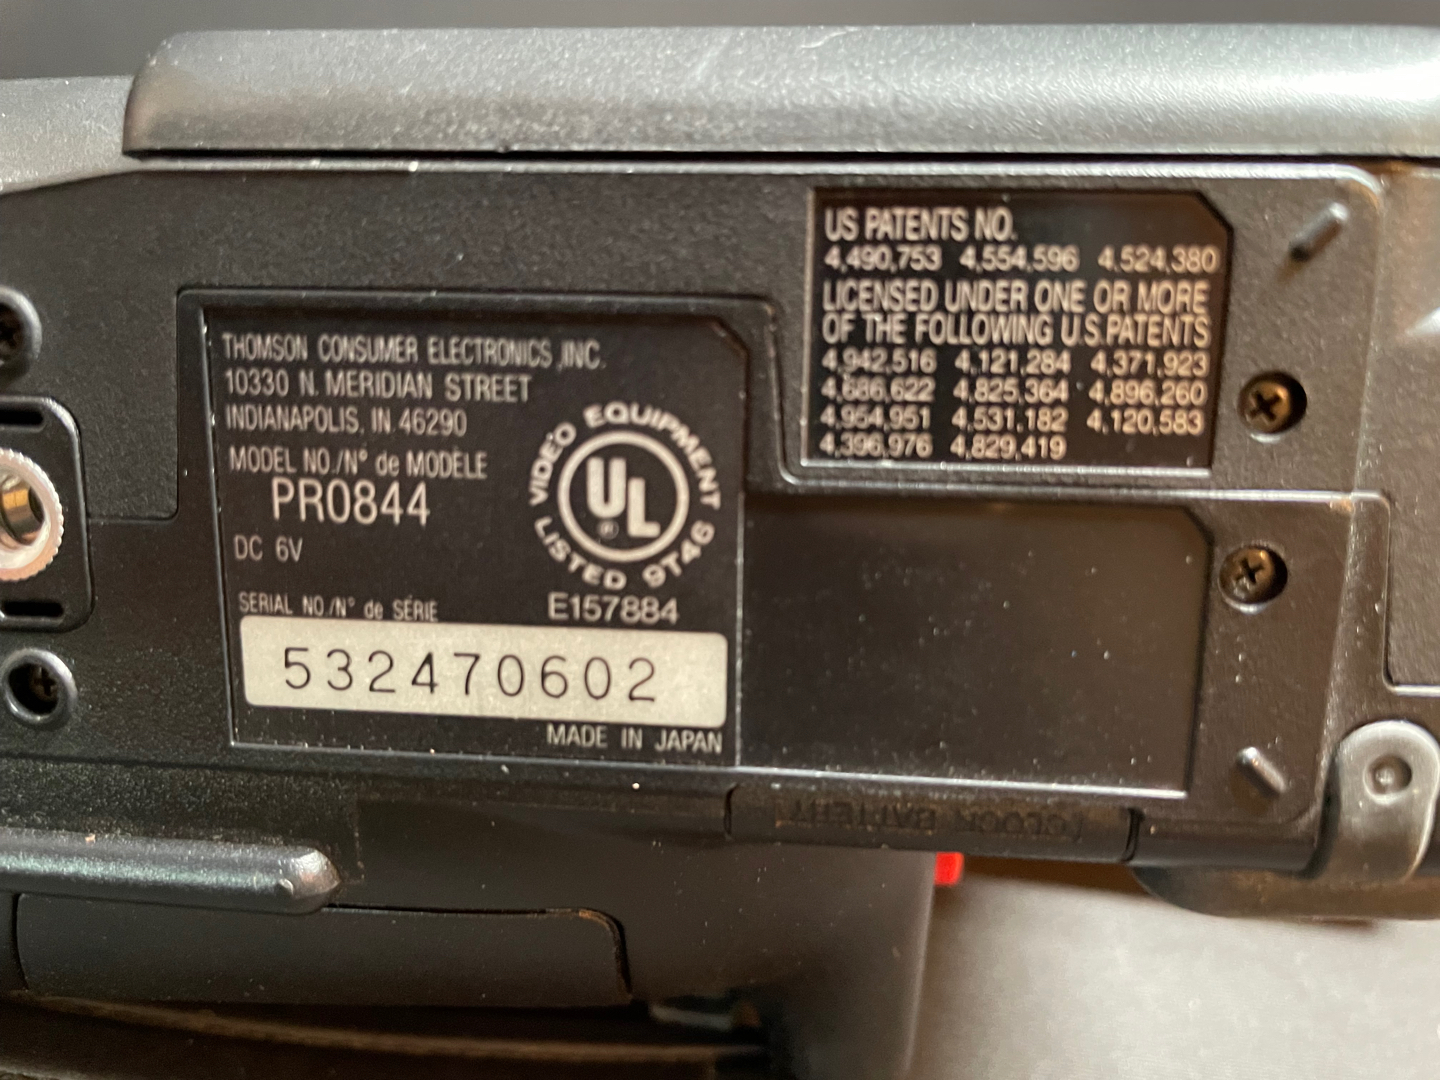 THOMSON CONSUMER ELECTRONICS ,INC.
10330 N. MERIDIAN STREET
INDIANAPOLIS, IN 46290
MODEL NO./N° de MODÈLE
PRO844
DC 6V
VIDEO EQUIPMENT
UL
®
LISTED 9T46
E157884
SERIAL NO./N° de SÉRIE
532470602
MADE IN JAPAN
US PATENTS NO.
4,490,753 4,554,596 4,524,380
LICENSED UNDER ONE OR MORE
OF THE FOLLOWING U.S.PATENTS
4,942,516 4,121,284 4,371,923
4,686,622 4,825,364 4,896,260
4,954,951 4,531,182 4,120,583
4,396,976 4,829,419
CLOCK BATTERY